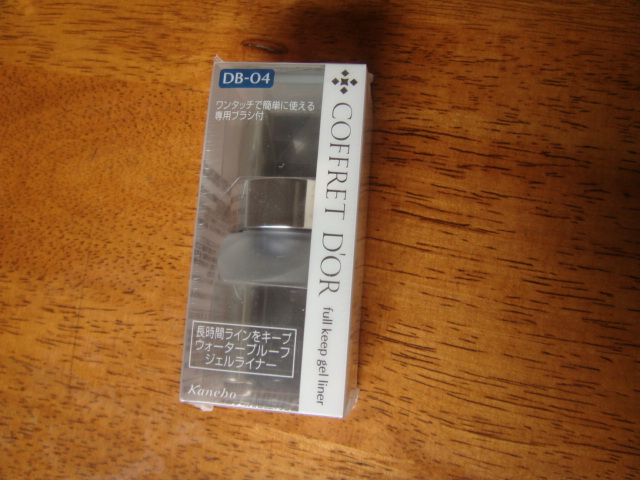 DB-04
ワンタッチで簡単に使える
専用ブラシ付
COFFRET D'OR
full keep gel liner
長時間ラインをキープ
ウォータープルーフ
ジェルライナー
Kanebo